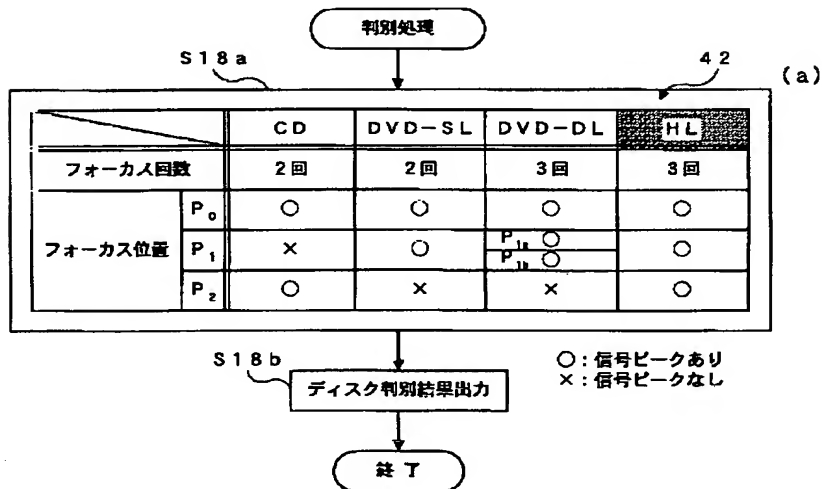 判別処理
S18a
42
(a)
CD DVD-SL DVD-DL HL
フォーカス回数 2回 2回 3回 3回
P0 ○ ○ ○ ○
フォーカス位置 P1 × ○ P1a ○ ○
P1b ○
P2 ○ × × ○
S18b
○:信号ピークあり
×:信号ピークなし
ディスク判別結果出力
終了